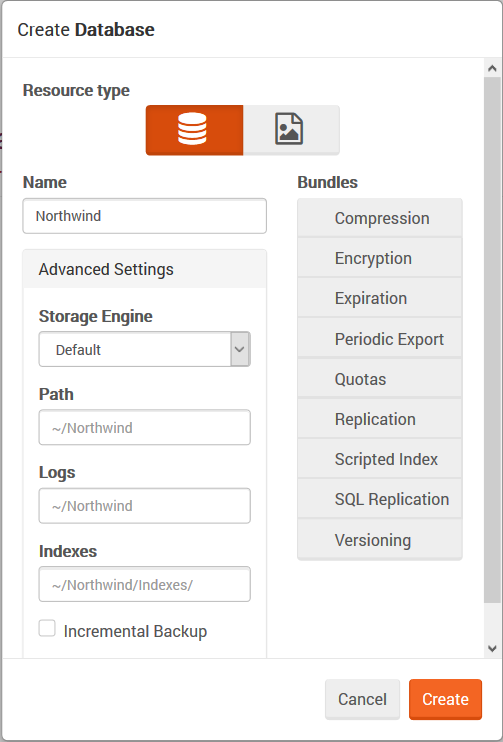 Create Database
Resource type
Name
Northwind
Advanced Settings
Storage Engine
Default
Path
~/Northwind
Logs
~/Northwind
Indexes
~/Northwind/Indexes/
Incremental Backup
Bundles
Compression
Encryption
Expiration
Periodic Export
Quotas
Replication
Scripted Index
SQL Replication
Versioning
Cancel
Create